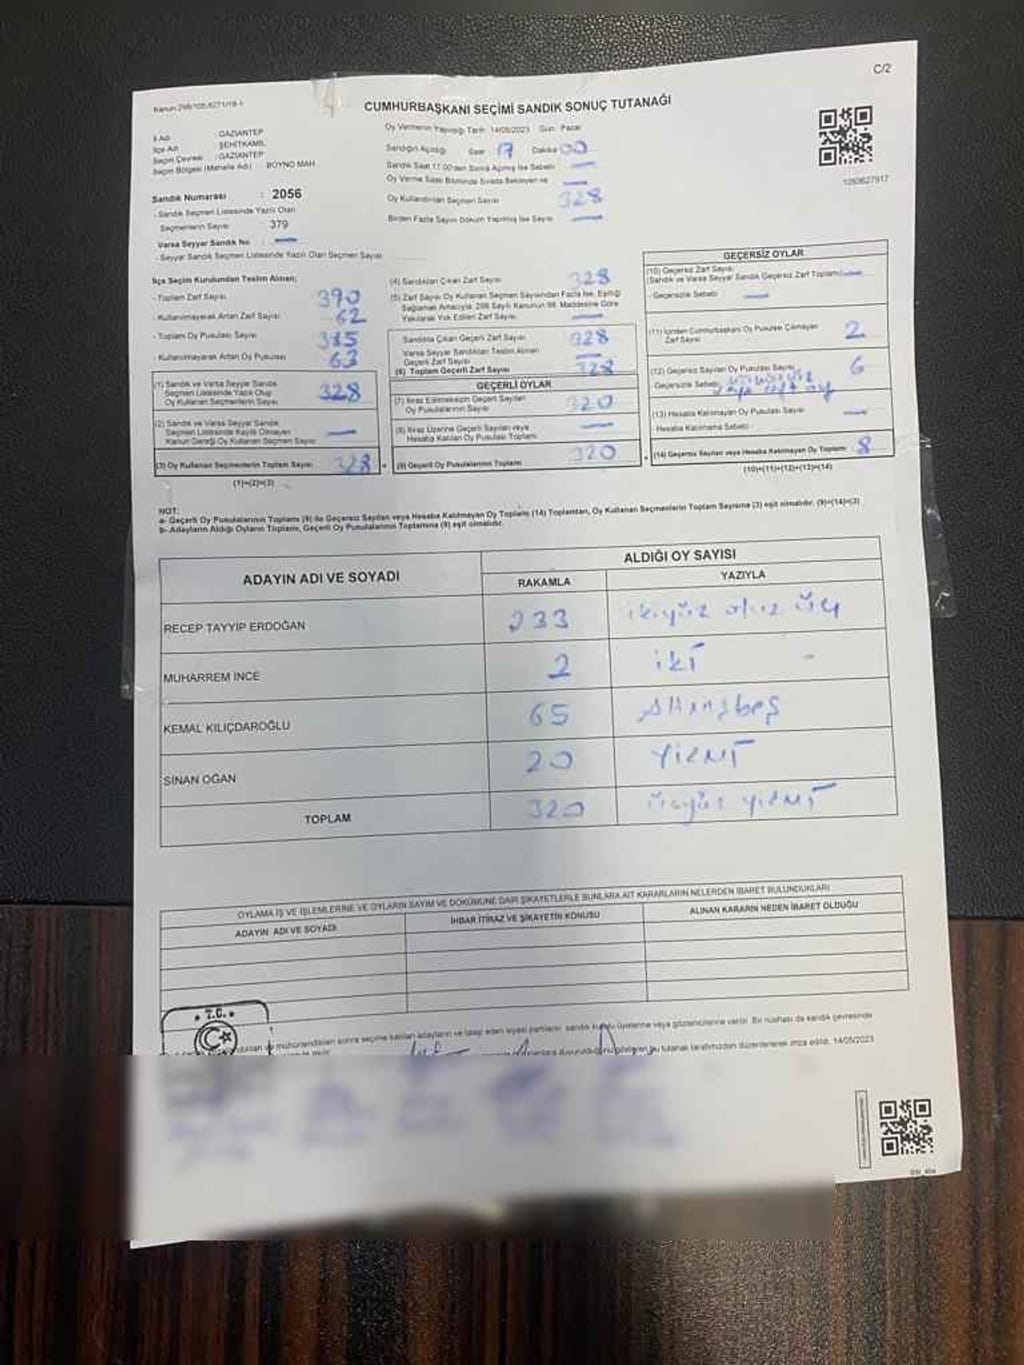 C/2
CUMHURBAŞKANI SEÇİMİ SANDIK SONUÇ TUTANAĞI
İl Adı : GAZİANTEP
İlçe Adı : ŞEHİTKAMİL
Seçim Çevresi : GAZİANTEP
Seçim Bölgesi (Mahalle Adı) : BOYNO MAH.
Sandık Numarası : 2056
- Sandık Seçmen Listesinde Yazılı Olan
Seçmenlerin Sayısı : 379
Varsa Seyyar Sandık No : —
- Seyyar Sandık Seçmen Listesinde Yazılı Olan Seçmen Sayısı
Oy Vermenin Yapıldığı Tarih: 14/05/2023 Gün: Pazar
Sandığın Açıldığı Saat 17 Dakika 00
Sandık Saat 17.00'den Sonra Açılmış İse Sebebi —
Oy Verme Saati Bitiminde Sırada Bekleyen ve —
Oy Kullandırılan Seçmen Sayısı 328
Birden Fazla Sayım Döküm Yapılmış İse Sayısı —
1050627917
İlçe Seçim Kurulundan Teslim Alınan;
- Toplam Zarf Sayısı 390
- Kullanılmayarak Artan Zarf Sayısı 62
- Toplam Oy Pusulası Sayısı 385
- Kullanılmayarak Artan Oy Pusulası 63
(1) Sandık ve Varsa Seyyar Sandık
Seçmen Listesinde Yazılı Olup
Oy Kullanan Seçmenlerin Sayısı 328
(2) Sandık ve Varsa Seyyar Sandık
Seçmen Listesinde Kayıtlı Olmayan
Kanun Gereği Oy Kullanan Seçmen Sayısı —
(3) Oy Kullanan Seçmenlerin Toplam Sayısı 328
(1)+(2)=(3)
(4) Sandıktan Çıkan Zarf Sayısı 328
(5) Zarf Sayısı Oy Kullanan Seçmen Sayısından Fazla İse, Eşitliği
Sağlamak Amacıyla; 298 Sayılı Kanunun 98. Maddesine Göre
Yakılarak Yok Edilen Zarf Sayısı —
Sandıkta Çıkan Geçerli Zarf Sayısı 328
Varsa Seyyar Sandıktan Teslim Alınan
Geçerli Zarf Sayısı —
(6) Toplam Geçerli Zarf Sayısı 328
GEÇERLİ OYLAR
(7) İtiraz Edilmeksizin Geçerli Sayılan
Oy Pusulalarının Sayısı 320
(8) İtiraz Üzerine Geçerli Sayılan veya
Hesaba Katılan Oy Pusulası Toplamı —
(9) Geçerli Oy Pusulalarının Toplamı 320
GEÇERSİZ OYLAR
(10) Geçersiz Zarf Sayısı
(Sandık ve Varsa Seyyar Sandık Geçersiz Zarf Toplamı) —
- Geçersizlik Sebebi : —
(11) İçinden Cumhurbaşkanı Oy Pusulası Çıkmayan
Zarf Sayısı 2
(12) Geçersiz Sayılan Oy Pusulası Sayısı 6
Geçersizlik Sebebi
(13) Hesaba Katılmayan Oy Pusulası Sayısı —
Hesaba Katılmama Sebebi :
(14) Geçersiz Sayılan veya Hesaba Katılmayan Oy Toplamı : 8
(10)+(11)+(12)+(13)=(14)
NOT:
a- Geçerli Oy Pusulalarının Toplamı (9) ile Geçersiz Sayılan veya Hesaba Katılmayan Oy Toplamı (14) Toplamları, Oy Kullanan Seçmenlerin Toplam Sayısına (3) eşit olmalıdır. (9)+(14)=(3)
b- Adayların Aldığı Oyların Toplamı, Geçerli Oy Pusulalarının Toplamına (9) eşit olmalıdır.
ADAYIN ADI VE SOYADI ALDIĞI OY SAYISI
RAKAMLA YAZIYLA
RECEP TAYYİP ERDOĞAN 233 ikiyüz otuz üç
MUHARREM İNCE 2 iki –
KEMAL KILIÇDAROĞLU 65 Altmışbeş
SİNAN OĞAN 20 Yirmi
TOPLAM 320 üçyüz yirmi
OYLAMA İŞ VE İŞLEMLERİNE VE OYLARIN SAYIM VE DÖKÜMÜNE DAİR ŞİKAYETLERLE BUNLARA AİT KARARLARIN NELERDEN İBARET BULUNDUKLARI
ADAYIN ADI VE SOYADI İHBAR İTİRAZ VE ŞİKAYETİN KONUSU ALINAN KARARIN NEDEN İBARET OLDUĞU
T.C.
mühürlendikten sonra seçime katılan adayların ve talep eden siyasi partilerin sandık kurulu üyelerine veya gözlemcilerine verilir. Bir nüshası da sandık çevresinde
tutanak tarafımızdan düzenlenerek imza edildi. 14/05/2023